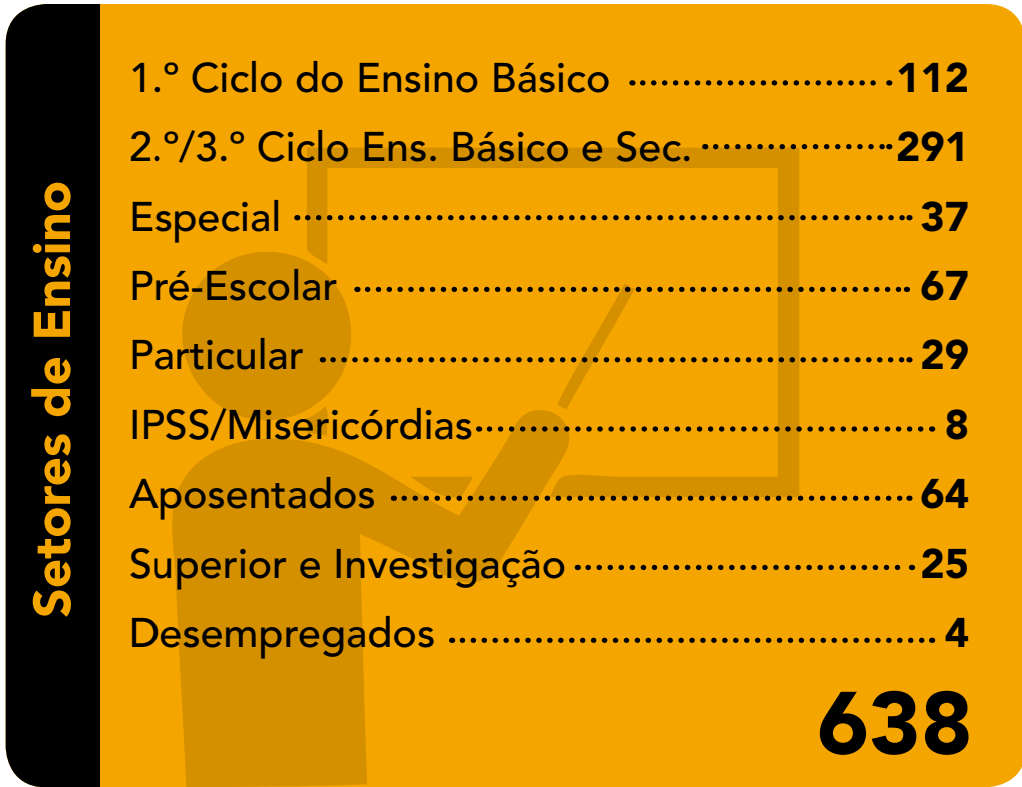 Setores de Ensino
1.º Ciclo do Ensino Básico ........................ 112
2.º/3.º Ciclo Ens. Básico e Sec. .................. 291
Especial ................................................ 37
Pré-Escolar ........................................... 67
Particular .............................................. 29
IPSS/Misericórdias .................................... 8
Aposentados ......................................... 64
Superior e Investigação ........................... 25
Desempregados ...................................... 4
638